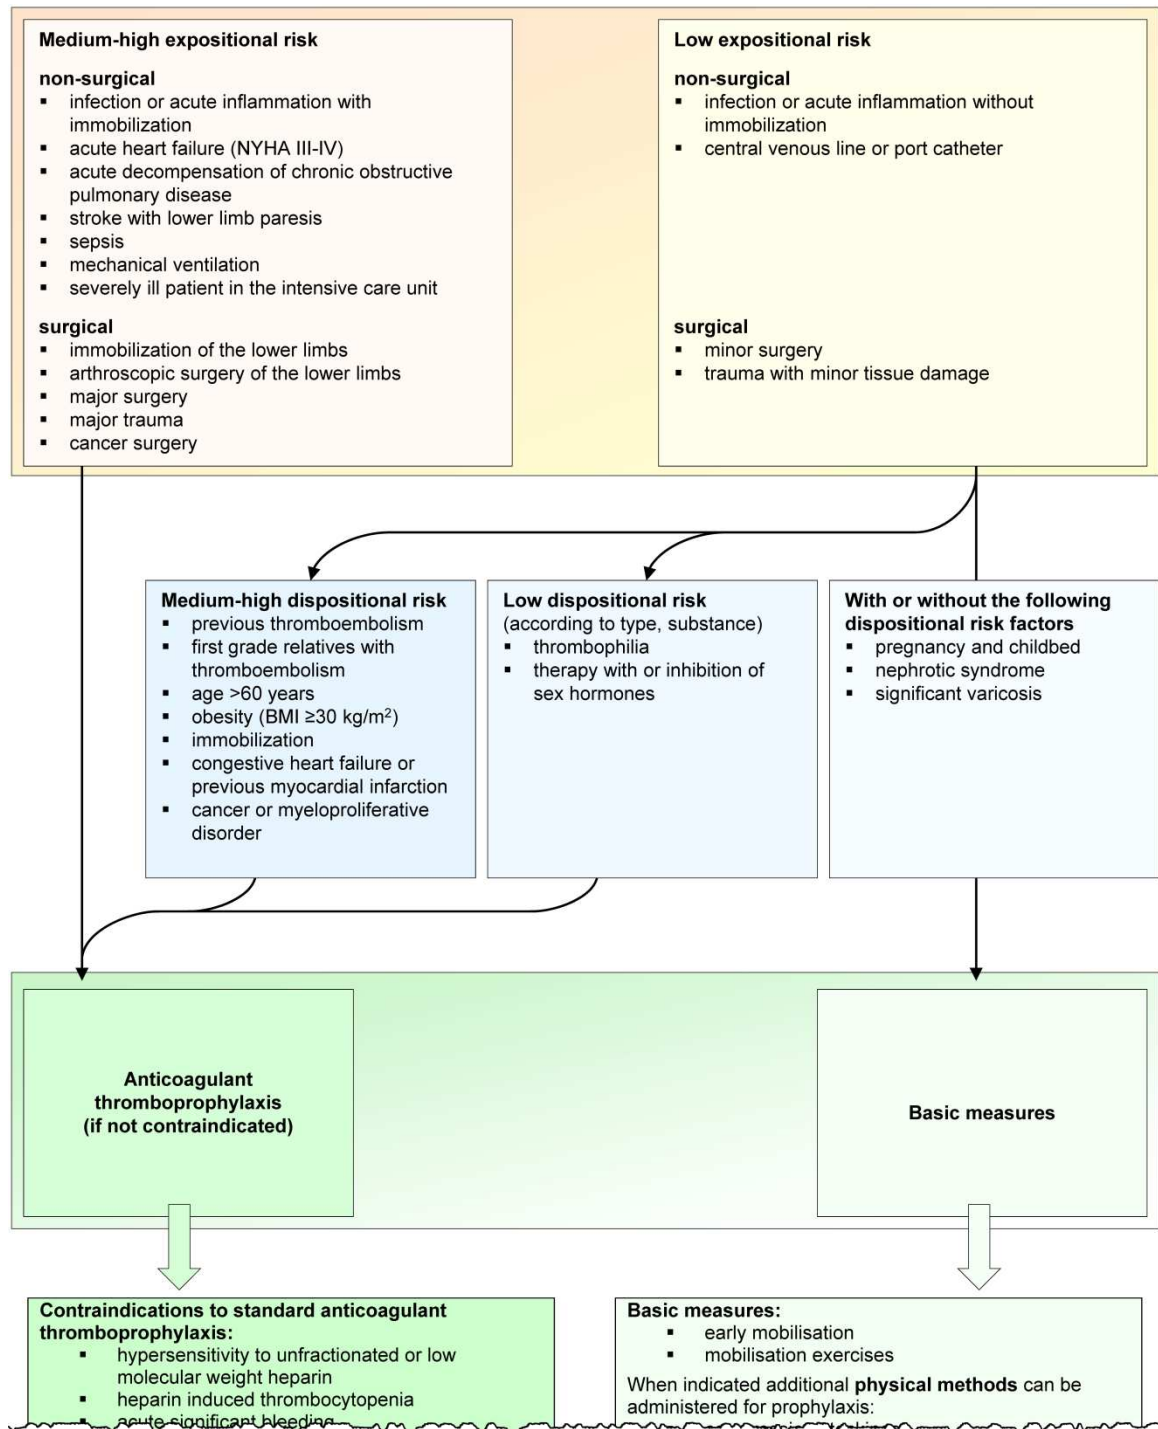 Medium-high expositional risk
non-surgical
▪ infection or acute inflammation with
immobilization
▪ acute heart failure (NYHA III-IV)
▪ acute decompensation of chronic obstructive
pulmonary disease
▪ stroke with lower limb paresis
▪ sepsis
▪ mechanical ventilation
▪ severely ill patient in the intensive care unit
surgical
▪ immobilization of the lower limbs
▪ arthroscopic surgery of the lower limbs
▪ major surgery
▪ major trauma
▪ cancer surgery
Low expositional risk
non-surgical
▪ infection or acute inflammation without
immobilization
▪ central venous line or port catheter
surgical
▪ minor surgery
▪ trauma with minor tissue damage
Medium-high dispositional risk
▪ previous thromboembolism
▪ first grade relatives with
thromboembolism
▪ age >60 years
▪ obesity (BMI ≥30 kg/m²)
▪ immobilization
▪ congestive heart failure or
previous myocardial infarction
▪ cancer or myeloproliferative
disorder
Low dispositional risk
(according to type, substance)
▪ thrombophilia
▪ therapy with or inhibition of
sex hormones
With or without the following
dispositional risk factors
▪ pregnancy and childbed
▪ nephrotic syndrome
▪ significant varicosis
Anticoagulant
thromboprophylaxis
(if not contraindicated)
Basic measures
Contraindications to standard anticoagulant
thromboprophylaxis:
▪ hypersensitivity to unfractionated or low
molecular weight heparin
▪ heparin induced thrombocytopenia
▪ acute significant bleeding
Basic measures:
▪ early mobilisation
▪ mobilisation exercises
When indicated additional physical methods can be
administered for prophylaxis: